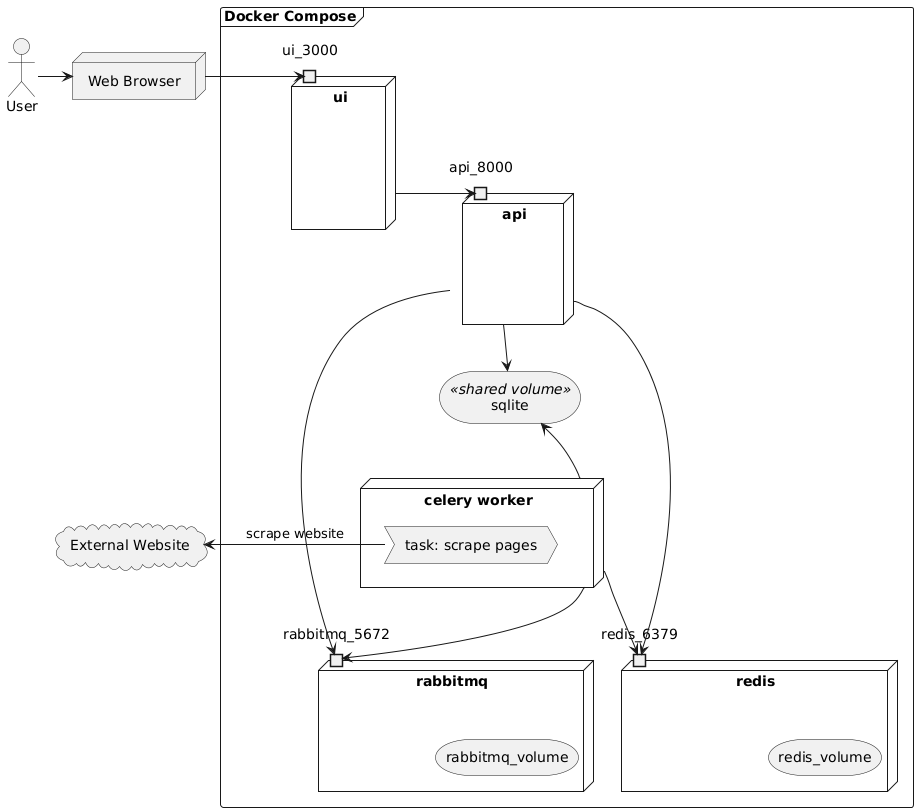 Docker Compose
ui_3000
User
Web Browser
ui
api_8000
api
«shared volume»
sqlite
celery worker
task: scrape pages
scrape website
External Website
rabbitmq_5672
redis_6379
rabbitmq
redis
rabbitmq_volume
redis_volume